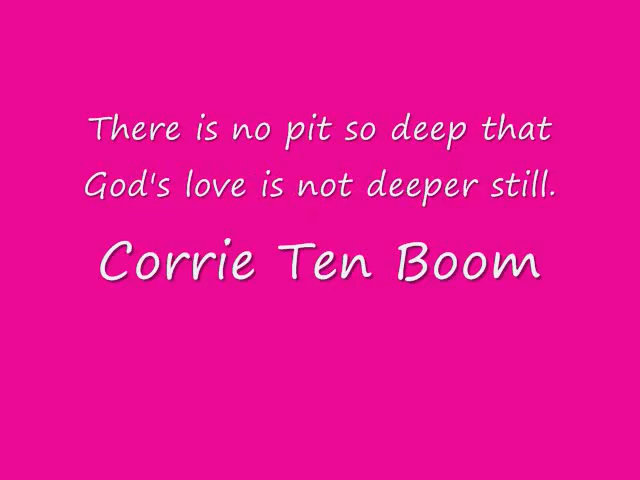 There is no pit so deep that
God's love is not deeper still.
Corrie Ten Boom